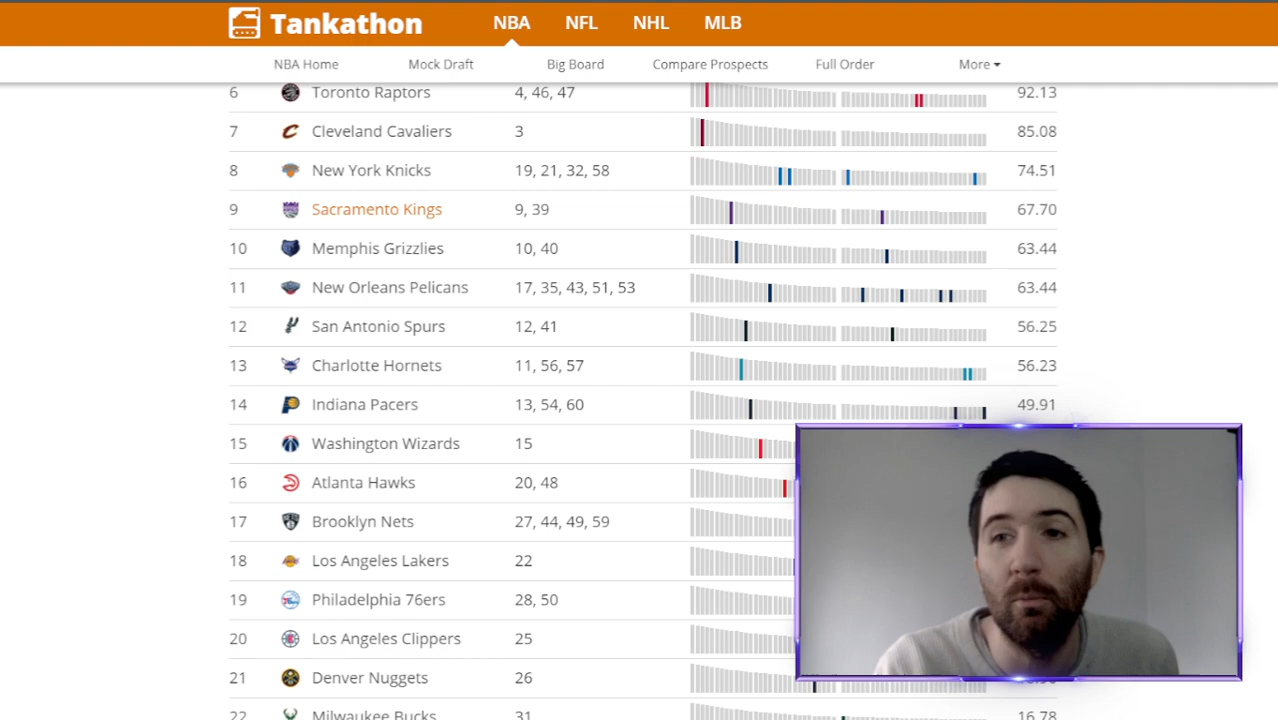 Tankathon NBA NFL NHL MLB
NBA Home Mock Draft Big Board Compare Prospects Full Order More
6 Toronto Raptors 4, 46, 47 92.13
7 Cleveland Cavaliers 3 85.08
8 New York Knicks 19, 21, 32, 58 74.51
9 Sacramento Kings 9, 39 67.70
10 Memphis Grizzlies 10, 40 63.44
11 New Orleans Pelicans 17, 35, 43, 51, 53 63.44
12 San Antonio Spurs 12, 41 56.25
13 Charlotte Hornets 11, 56, 57 56.23
14 Indiana Pacers 13, 54, 60 49.91
15 Washington Wizards 15
16 Atlanta Hawks 20, 48
17 Brooklyn Nets 27, 44, 49, 59
18 Los Angeles Lakers 22
19 Philadelphia 76ers 28, 50
20 Los Angeles Clippers 25
21 Denver Nuggets 26
22 Milwaukee Bucks 31 16.78